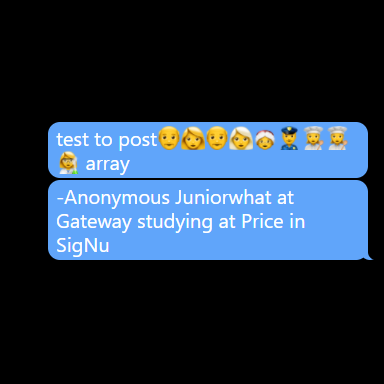 test to post👴👩👴👵🤶👮👩‍🍳👩‍🍳
👩‍🔬 array
-Anonymous Juniorwhat at
Gateway studying at Price in
SigNu